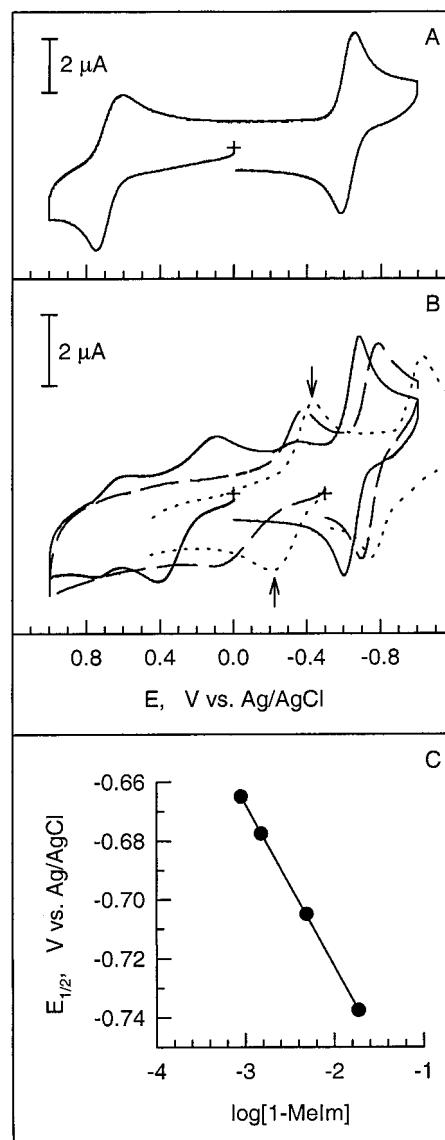 A
2 μA
B
2 μA
0.8 0.4 0.0 -0.4 -0.8
E, V vs. Ag/AgCl
C
-0.66
-0.68
-0.70
-0.72
-0.74
E1/2, V vs. Ag/AgCl
-4 -3 -2 -1
log[1-MeIm]